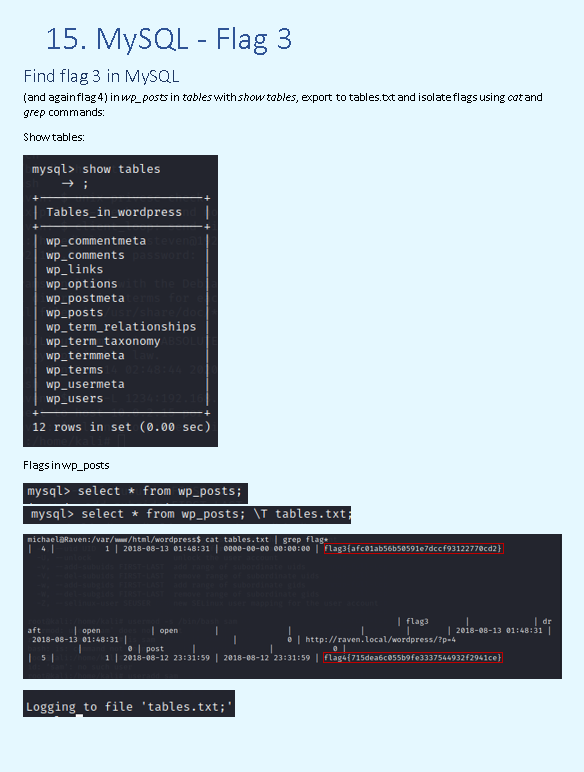 15. MySQL - Flag 3
Find flag 3 in MySQL
(and again flag 4) in wp_posts in tables with show tables, export to tables.txt and isolate flags using cat and
grep commands:
Show tables:
mysql> show tables
-> ;
+---------------------+
| Tables_in_wordpress |
+---------------------+
| wp_commentmeta |
| wp_comments |
| wp_links |
| wp_options |
| wp_postmeta |
| wp_posts |
| wp_term_relationships |
| wp_term_taxonomy |
| wp_termmeta |
| wp_terms |
| wp_usermeta |
| wp_users |
+---------------------+
12 rows in set (0.00 sec)
Flags in wp_posts
mysql> select * from wp_posts;
mysql> select * from wp_posts; \T tables.txt;
michael@Raven:/var/www/html/wordpress$ cat tables.txt | grep flag*
| 4 | 1 | 2018-08-13 01:48:31 | 0000-00-00 00:00:00 | flag3{afc01ab56b50591e7dccf93122770cd2}
| flag3 | | dr
aft | open | open | | | | | 2018-08-13 01:48:31 |
2018-08-13 01:48:31 | | 0 | http://raven.local/wordpress/?p=4
| 0 | post | | 0 |
| 5 | 1 | 2018-08-12 23:31:59 | 2018-08-12 23:31:59 | flag4{715dea6c055b9fe3337544932f2941ce}
Logging to file 'tables.txt;'